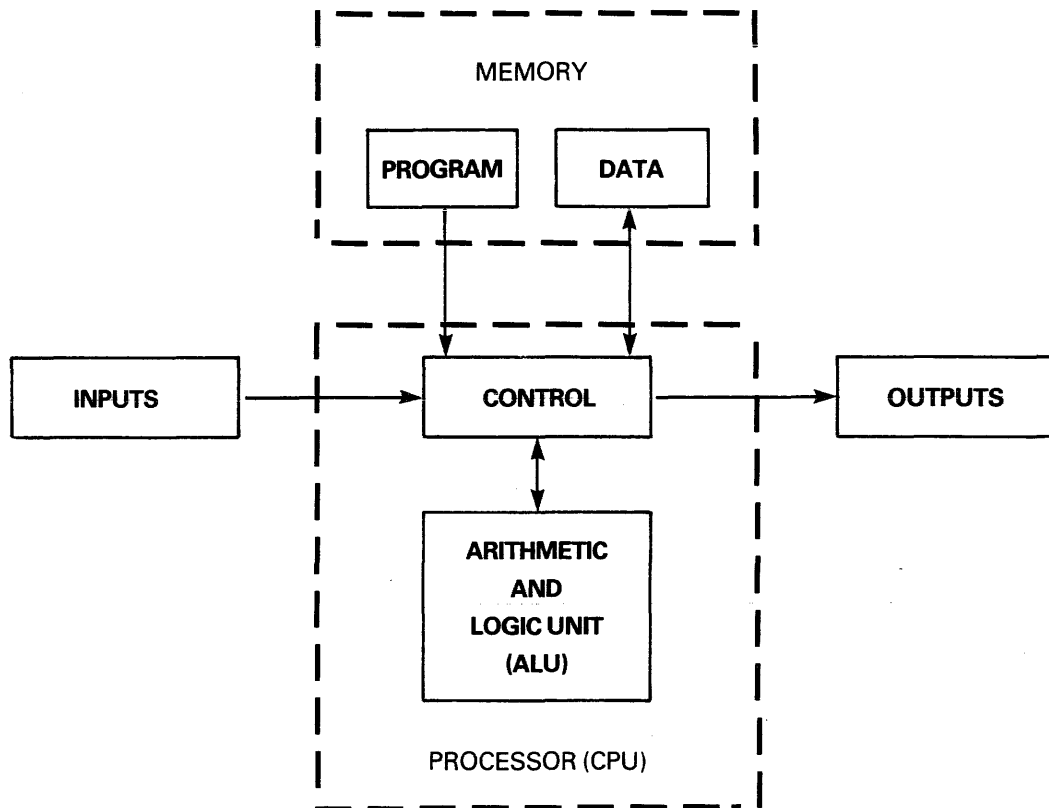 MEMORY
PROGRAM
DATA
INPUTS
CONTROL
OUTPUTS
ARITHMETIC
AND
LOGIC UNIT
(ALU)
PROCESSOR (CPU)